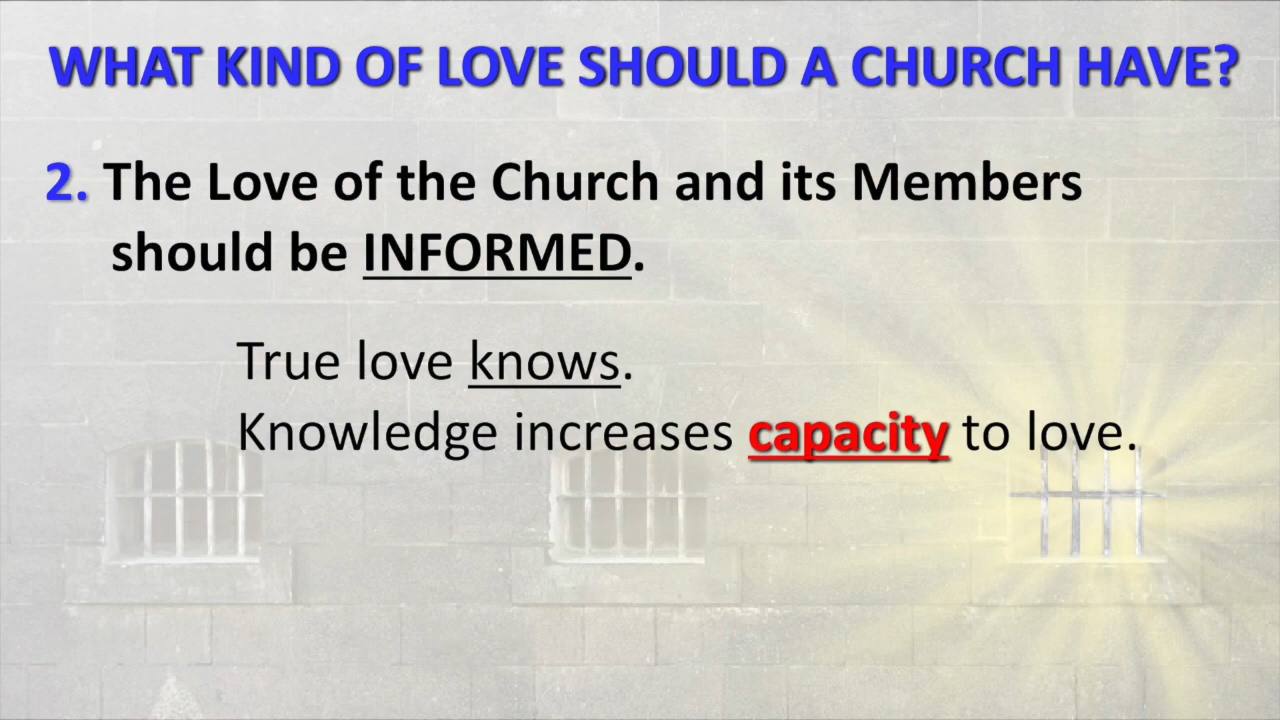 WHAT KIND OF LOVE SHOULD A CHURCH HAVE?
2. The Love of the Church and its Members
should be INFORMED.
True love knows.
Knowledge increases capacity to love.